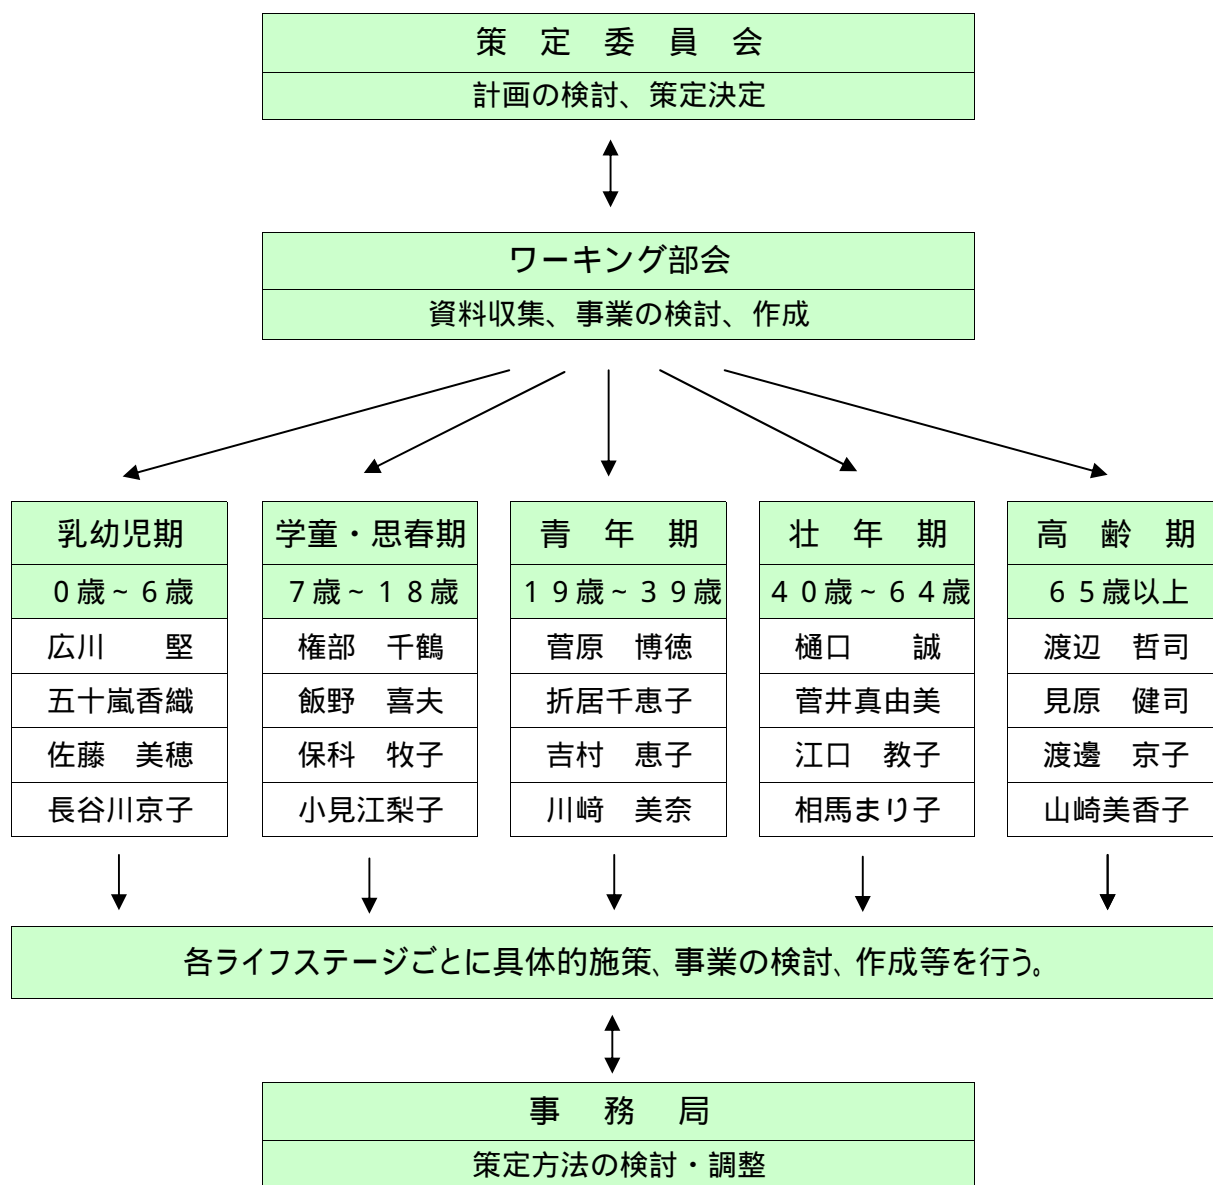 策　定　委　員　会
計画の検討、策定決定
ワーキング部会
資料収集、事業の検討、作成
乳幼児期
0歳~6歳
広川　　堅
五十嵐香織
佐藤　美穂
長谷川京子
学童・思春期
7歳~18歳
権部　千鶴
飯野　喜夫
保科　牧子
小見江梨子
青　年　期
19歳~39歳
菅原　博徳
折居千恵子
吉村　恵子
川﨑　美奈
壮　年　期
40歳~64歳
樋口　　誠
菅井真由美
江口　教子
相馬まり子
高　齢　期
65歳以上
渡辺　哲司
見原　健司
渡邊　京子
山崎美香子
各ライフステージごとに具体的施策、事業の検討、作成等を行う。
事　務　局
策定方法の検討・調整